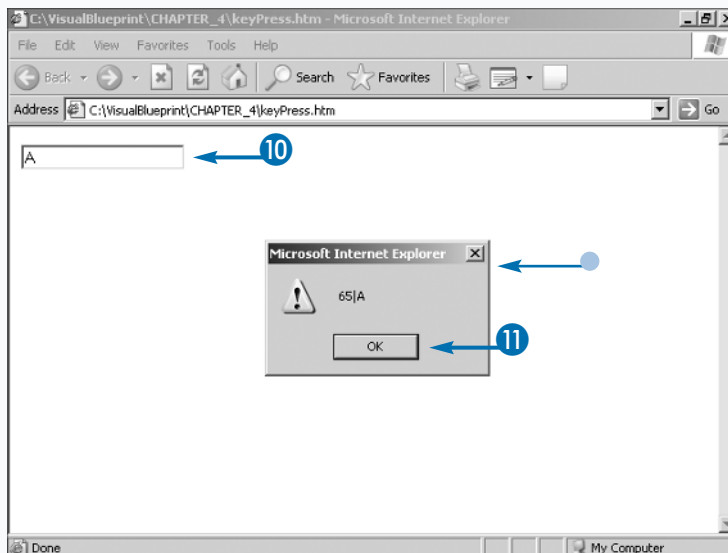 C:\VisualBlueprint\CHAPTER_4\keyPress.htm - Microsoft Internet Explorer
File Edit View Favorites Tools Help
Back Search Favorites
Address C:\VisualBlueprint\CHAPTER_4\keyPress.htm Go
A 10
Microsoft Internet Explorer
65|A
OK 11
Done My Computer